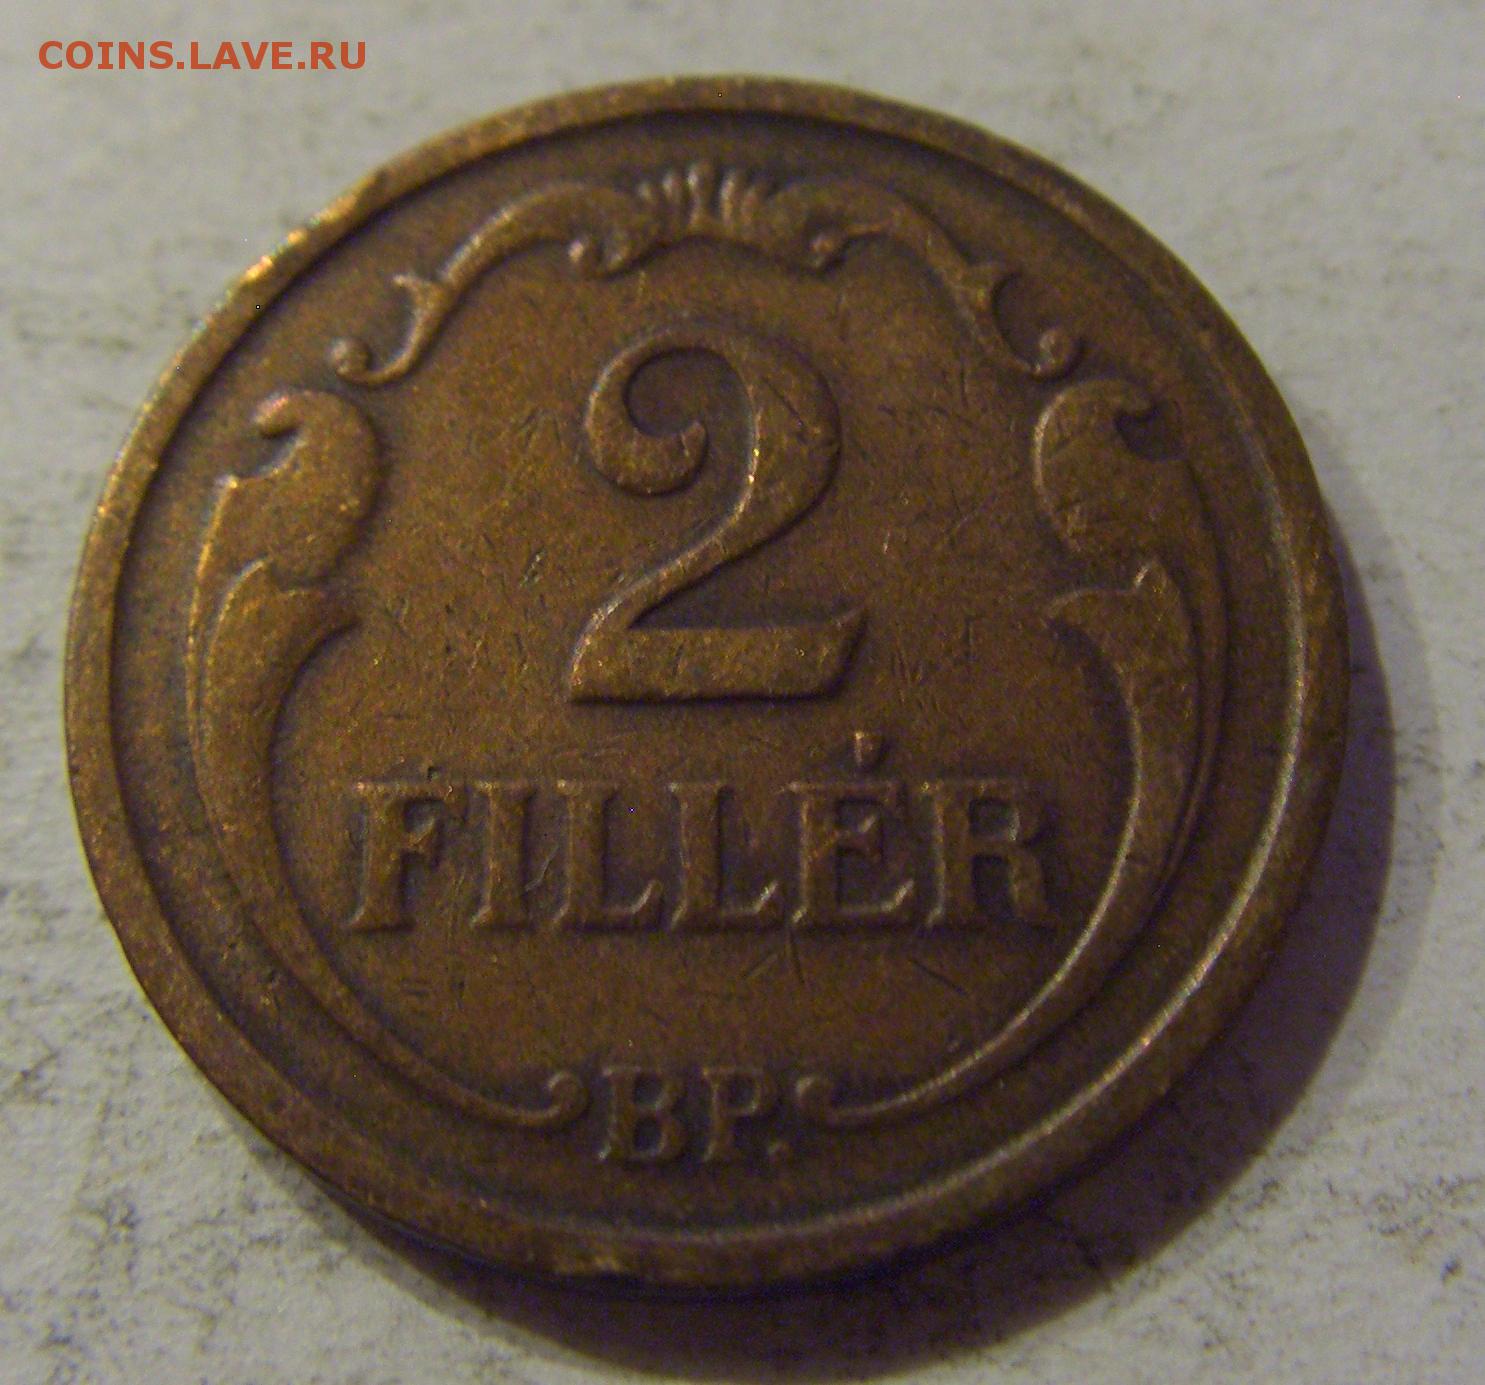 COINS.LAVE.RU
2
FILLÉR
BP.